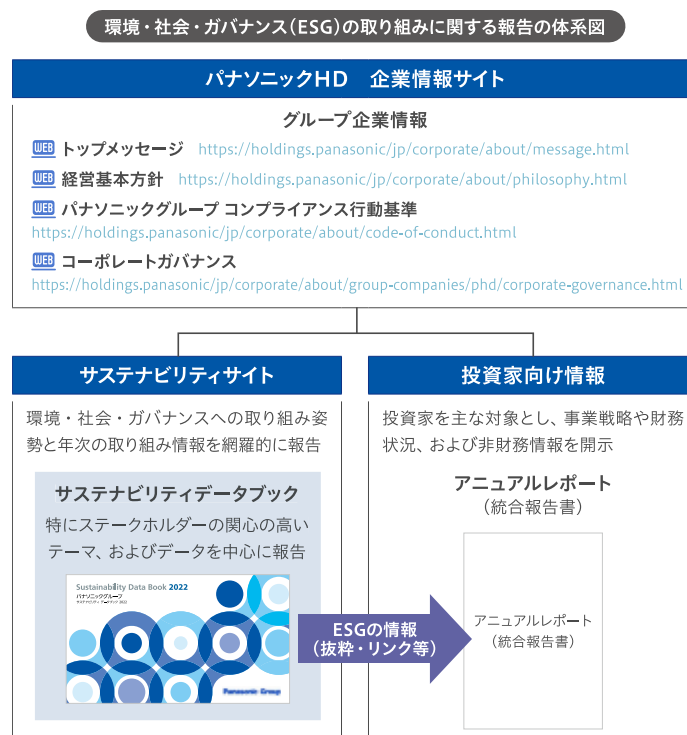 環境・社会・ガバナンス（ESG）の取り組みに関する報告の体系図
パナソニックHD　企業情報サイト
グループ企業情報
WEB トップメッセージ https://holdings.panasonic/jp/corporate/about/message.html
WEB 経営基本方針 https://holdings.panasonic/jp/corporate/about/philosophy.html
WEB パナソニックグループ コンプライアンス行動基準
https://holdings.panasonic/jp/corporate/about/code-of-conduct.html
WEB コーポレートガバナンス
https://holdings.panasonic/jp/corporate/about/group-companies/phd/corporate-governance.html
サステナビリティサイト
環境・社会・ガバナンスへの取り組み姿
勢と年次の取り組み情報を網羅的に報告
サステナビリティデータブック
特にステークホルダーの関心の高い
テーマ、およびデータを中心に報告
Sustainability Data Book 2022
パナソニックグループ
サステナビリティ データブック 2022
Panasonic Group
ESGの情報
（抜粋・リンク等）
投資家向け情報
投資家を主な対象とし、事業戦略や財務
状況、および非財務情報を開示
アニュアルレポート
（統合報告書）
アニュアルレポート
（統合報告書）